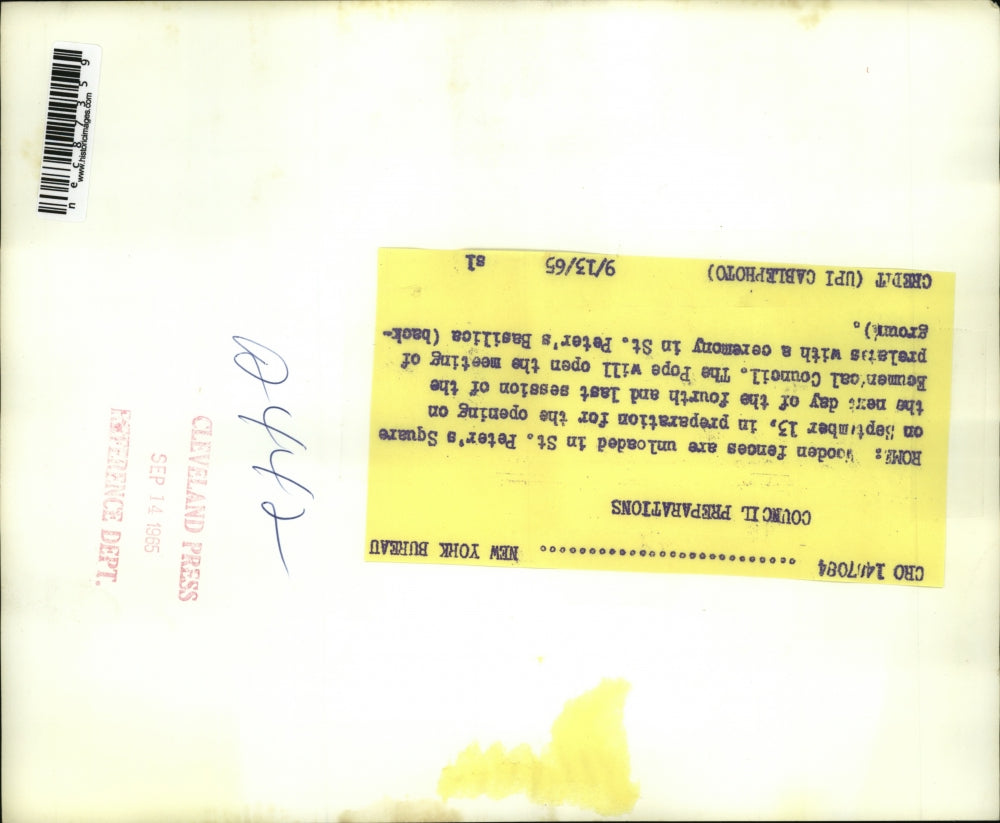 CRO 1407084 .......................... NEW YORK BUREAU
COUNCIL PREPARATIONS
ROME: Wooden fences are unloaded in St. Peter's Square
on September 13, in preparation for the opening on
the next day of the fourth and last session of the
Ecumenical Council. The Pope will open the meeting of
prelates with a ceremony in St. Peter's Basilica (back-
ground).
CREDIT (UPI CABLEPHOTO) 9/13/65 sl
CLEVELAND PRESS
SEP 14 1965
REFERENCE DEPT.
www.historicimages.com
nec87359